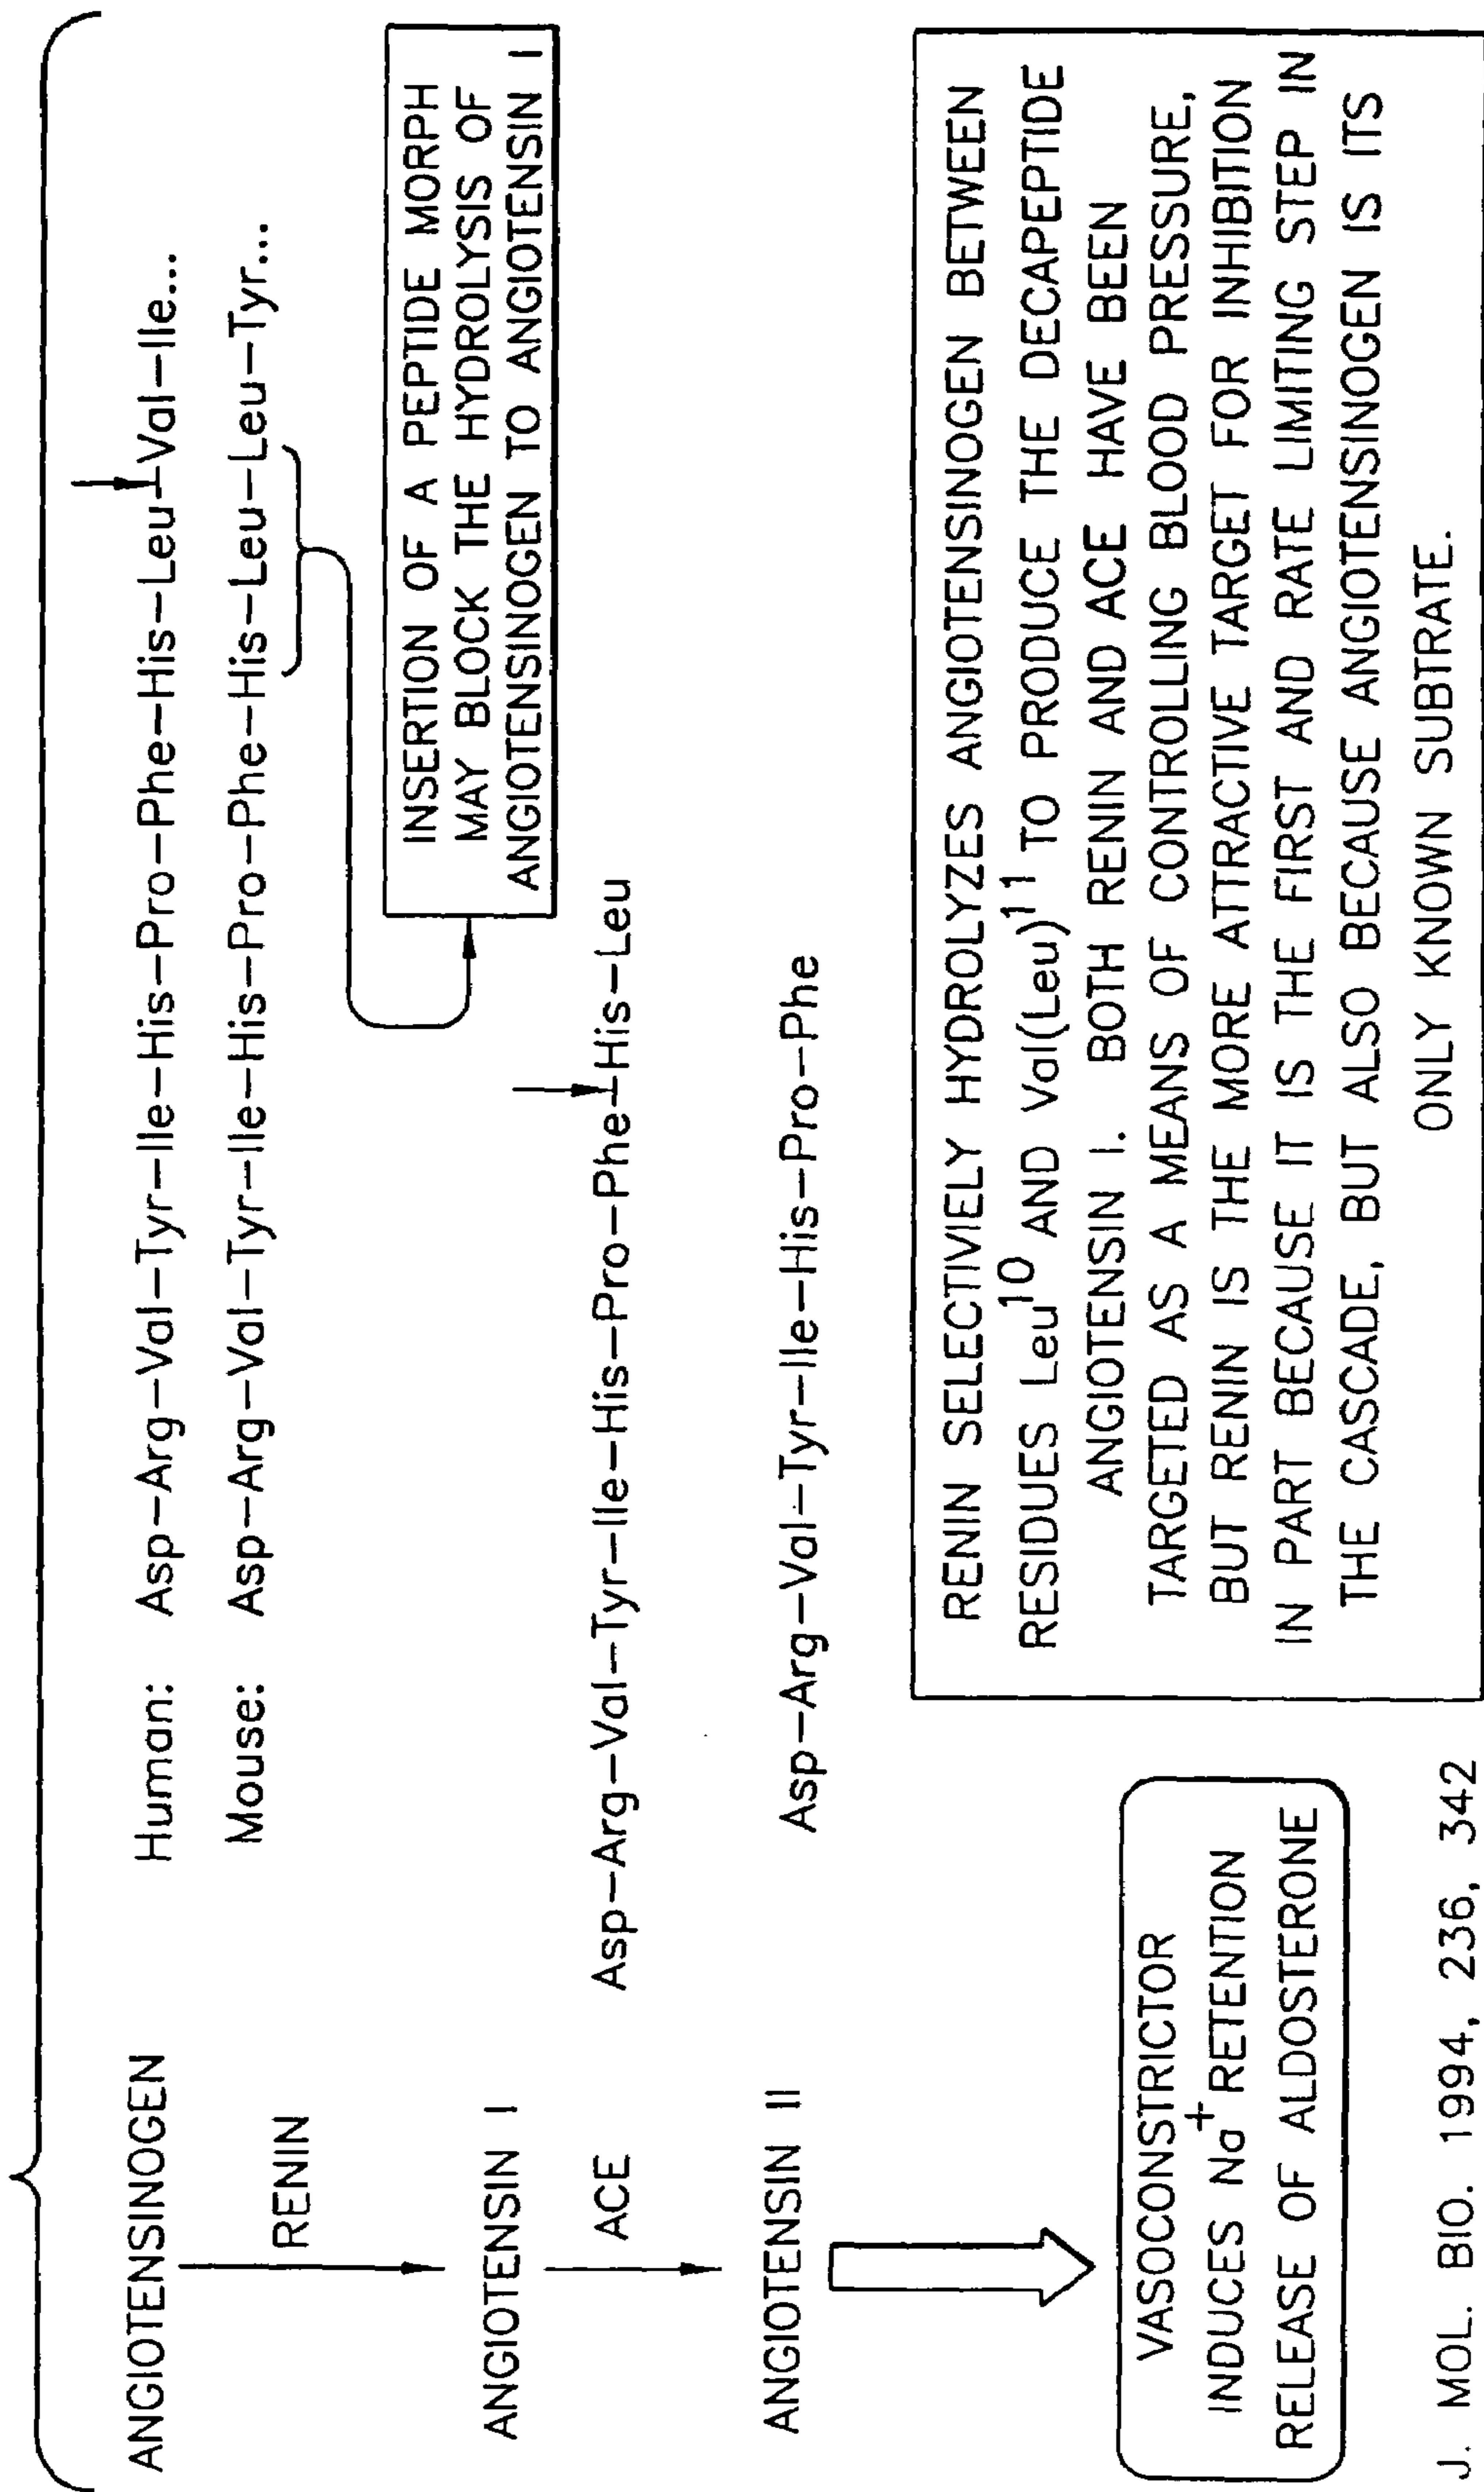 ANGIOTENSINOGEN
Human: Asp–Arg–Val–Tyr–Ile–His–Pro–Phe–His–Leu–Val–Ile...
Mouse: Asp–Arg–Val–Tyr–Ile–His–Pro–Phe–His–Leu–Leu–Tyr...
RENIN
INSERTION OF A PEPTIDE MORPH
MAY BLOCK THE HYDROLYSIS OF
ANGIOTENSINOGEN TO ANGIOTENSIN I
ANGIOTENSIN I
ACE
Asp–Arg–Val–Tyr–Ile–His–Pro–Phe–His–Leu
ANGIOTENSIN II
Asp–Arg–Val–Tyr–Ile–His–Pro–Phe
VASOCONSTRICTOR
INDUCES Na⁺ RETENTION
RELEASE OF ALDOSTERONE
RENIN SELECTIVIELY HYDROLYZES ANGIOTENSINOGEN BETWEEN
RESIDUES Leu¹⁰ AND Val(Leu)¹¹ TO PRODUCE THE DECAPEPTIDE
ANGIOTENSIN I. BOTH RENIN AND ACE HAVE BEEN
TARGETED AS A MEANS OF CONTROLLING BLOOD PRESSURE,
BUT RENIN IS THE MORE ATTRACTIVE TARGET FOR INHIBITION
IN PART BECAUSE IT IS THE FIRST AND RATE LIMITING STEP IN
THE CASCADE, BUT ALSO BECAUSE ANGIOTENSINOGEN IS ITS
ONLY KNOWN SUBTRATE.
J. MOL. BIO. 1994, 236, 342